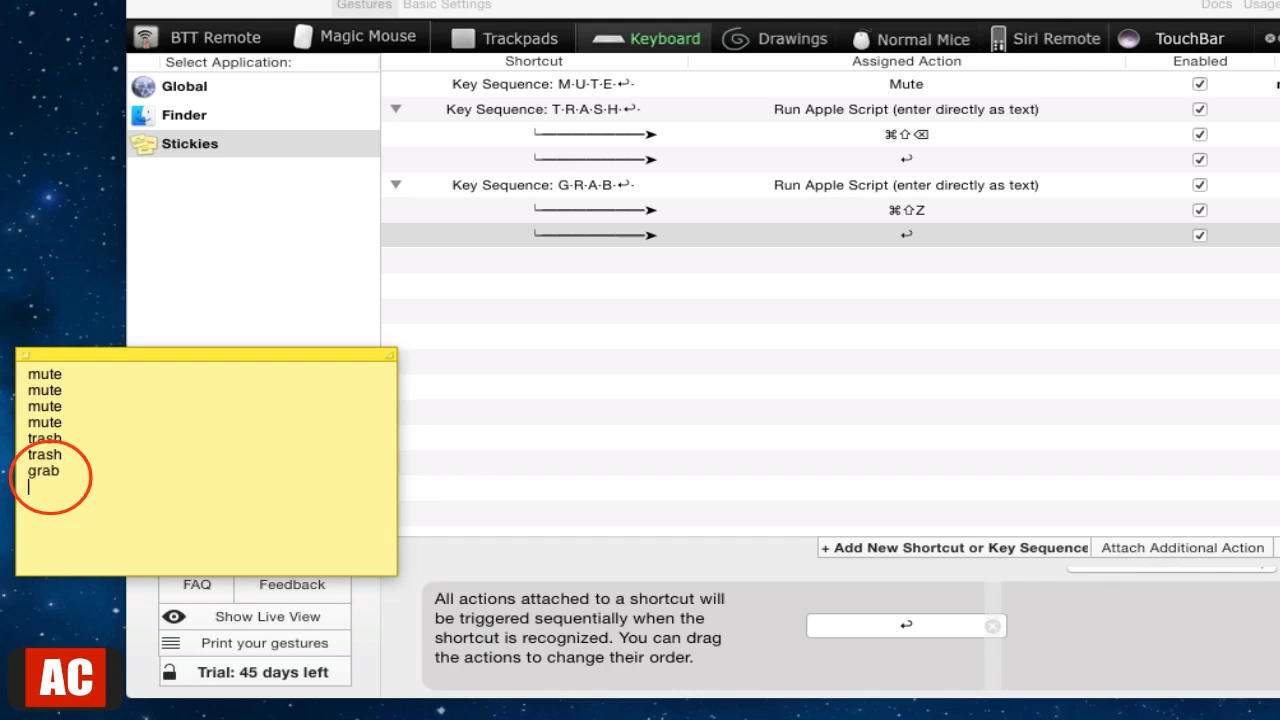 Gestures Basic Settings Docs
BTT Remote Magic Mouse Trackpads Keyboard Drawings Normal Mice Siri Remote TouchBar
Select Application: Shortcut Assigned Action Enabled
Global
Finder
Stickies
Key Sequence: M·U·T·E·↩· Mute
Key Sequence: T·R·A·S·H·↩· Run Apple Script (enter directly as text)
⌘⇧⌫
↩
Key Sequence: G·R·A·B·↩· Run Apple Script (enter directly as text)
⌘⇧Z
↩
mute
mute
mute
mute
trash
trash
grab
+ Add New Shortcut or Key Sequence Attach Additional Action
FAQ Feedback
Show Live View
Print your gestures
Trial: 45 days left
All actions attached to a shortcut will
be triggered sequentially when the
shortcut is recognized. You can drag
the actions to change their order.
↩
AC